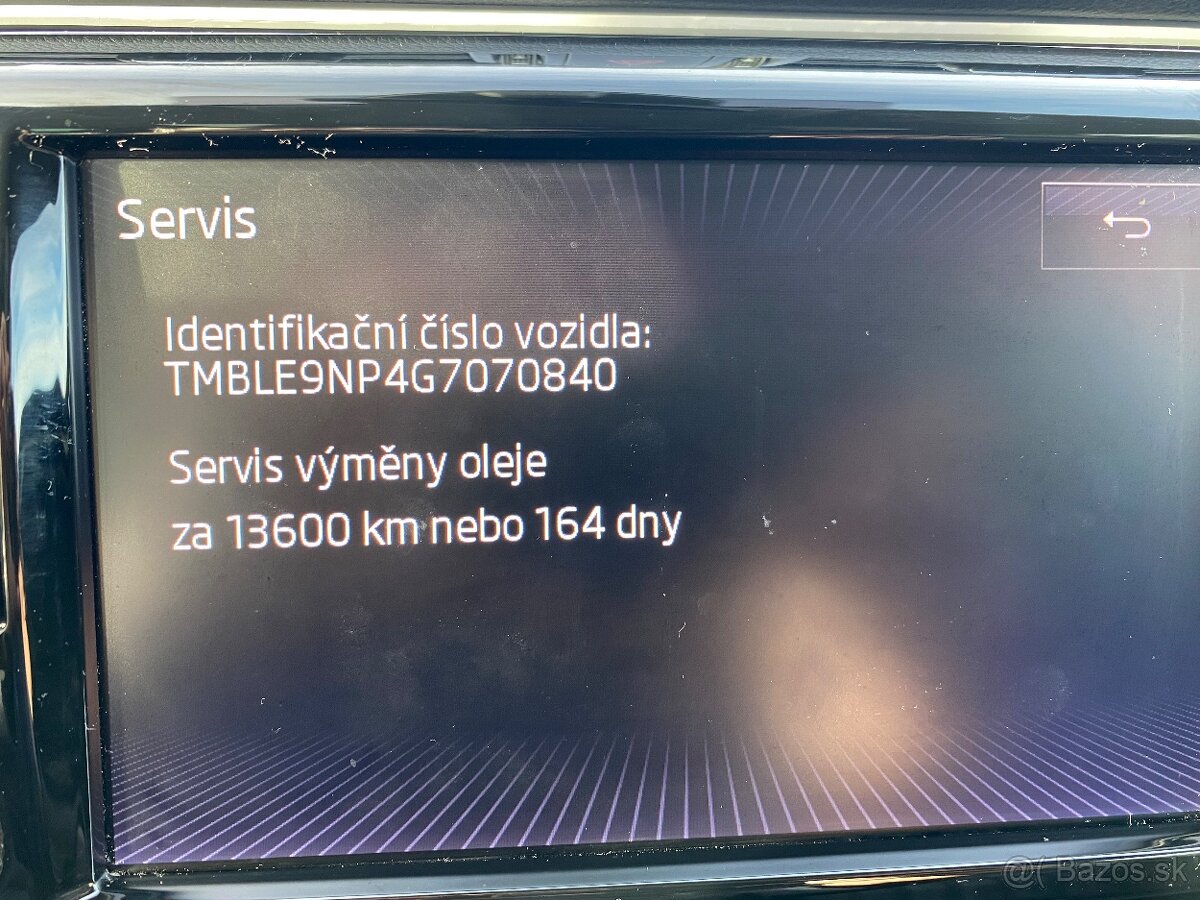 Servis
Identifikační číslo vozidla:
TMBLE9NP4G7070840
Servis výměny oleje
za 13600 km nebo 164 dny
@( Bazos.sk